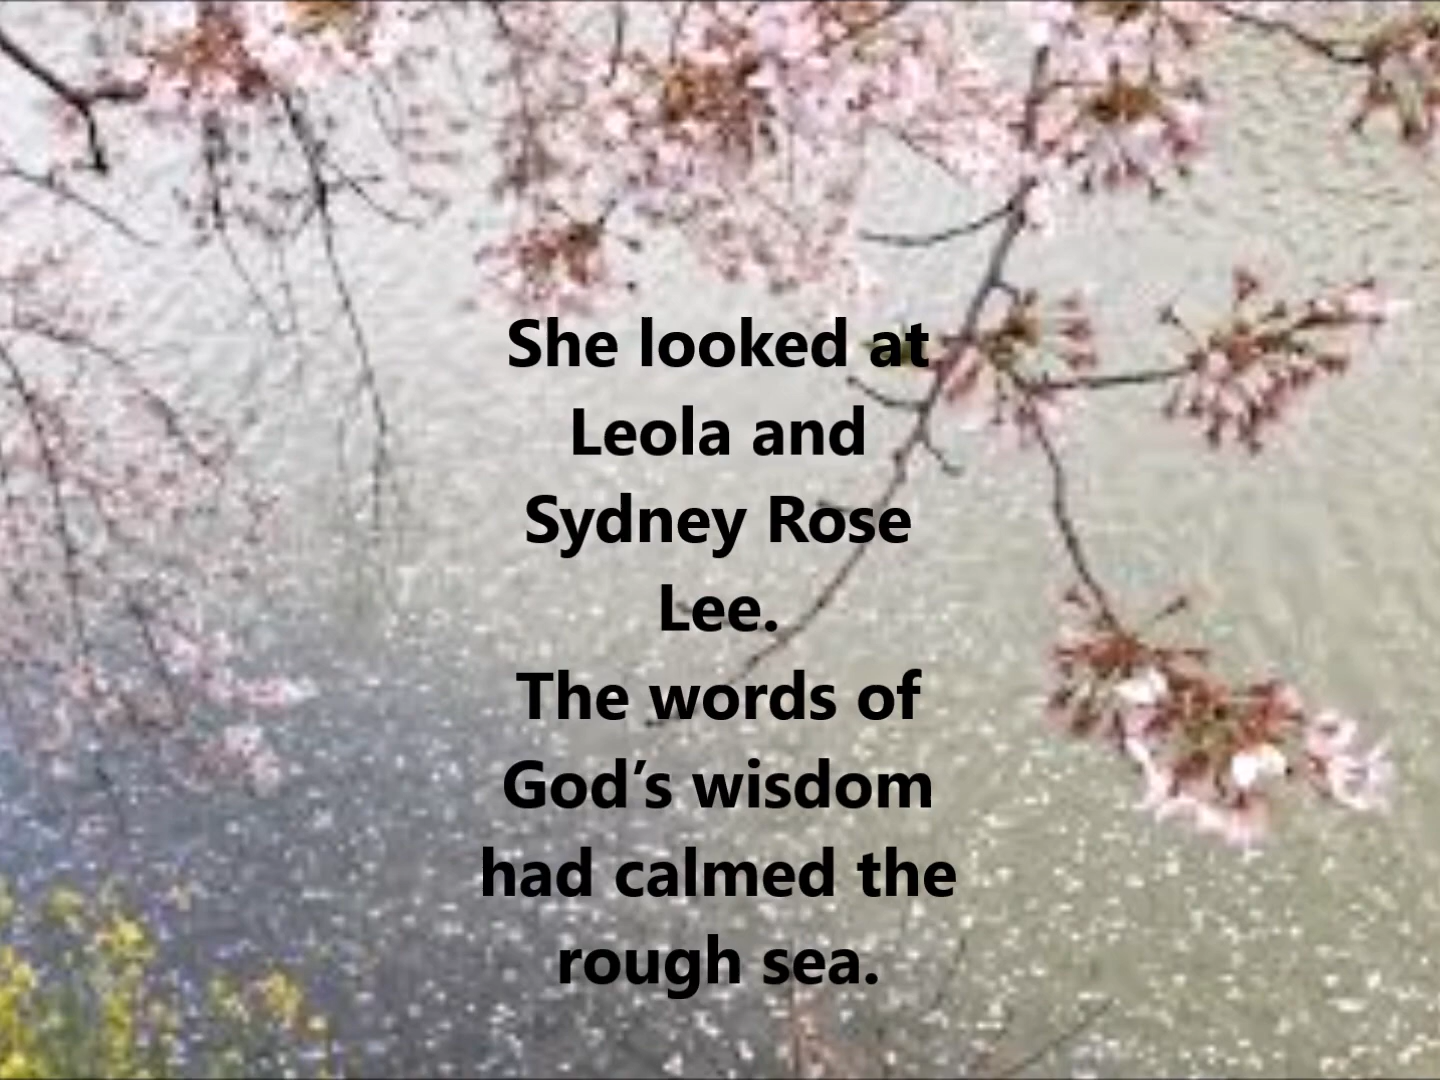 She looked at
Leola and
Sydney Rose
Lee.
The words of
God’s wisdom
had calmed the
rough sea.